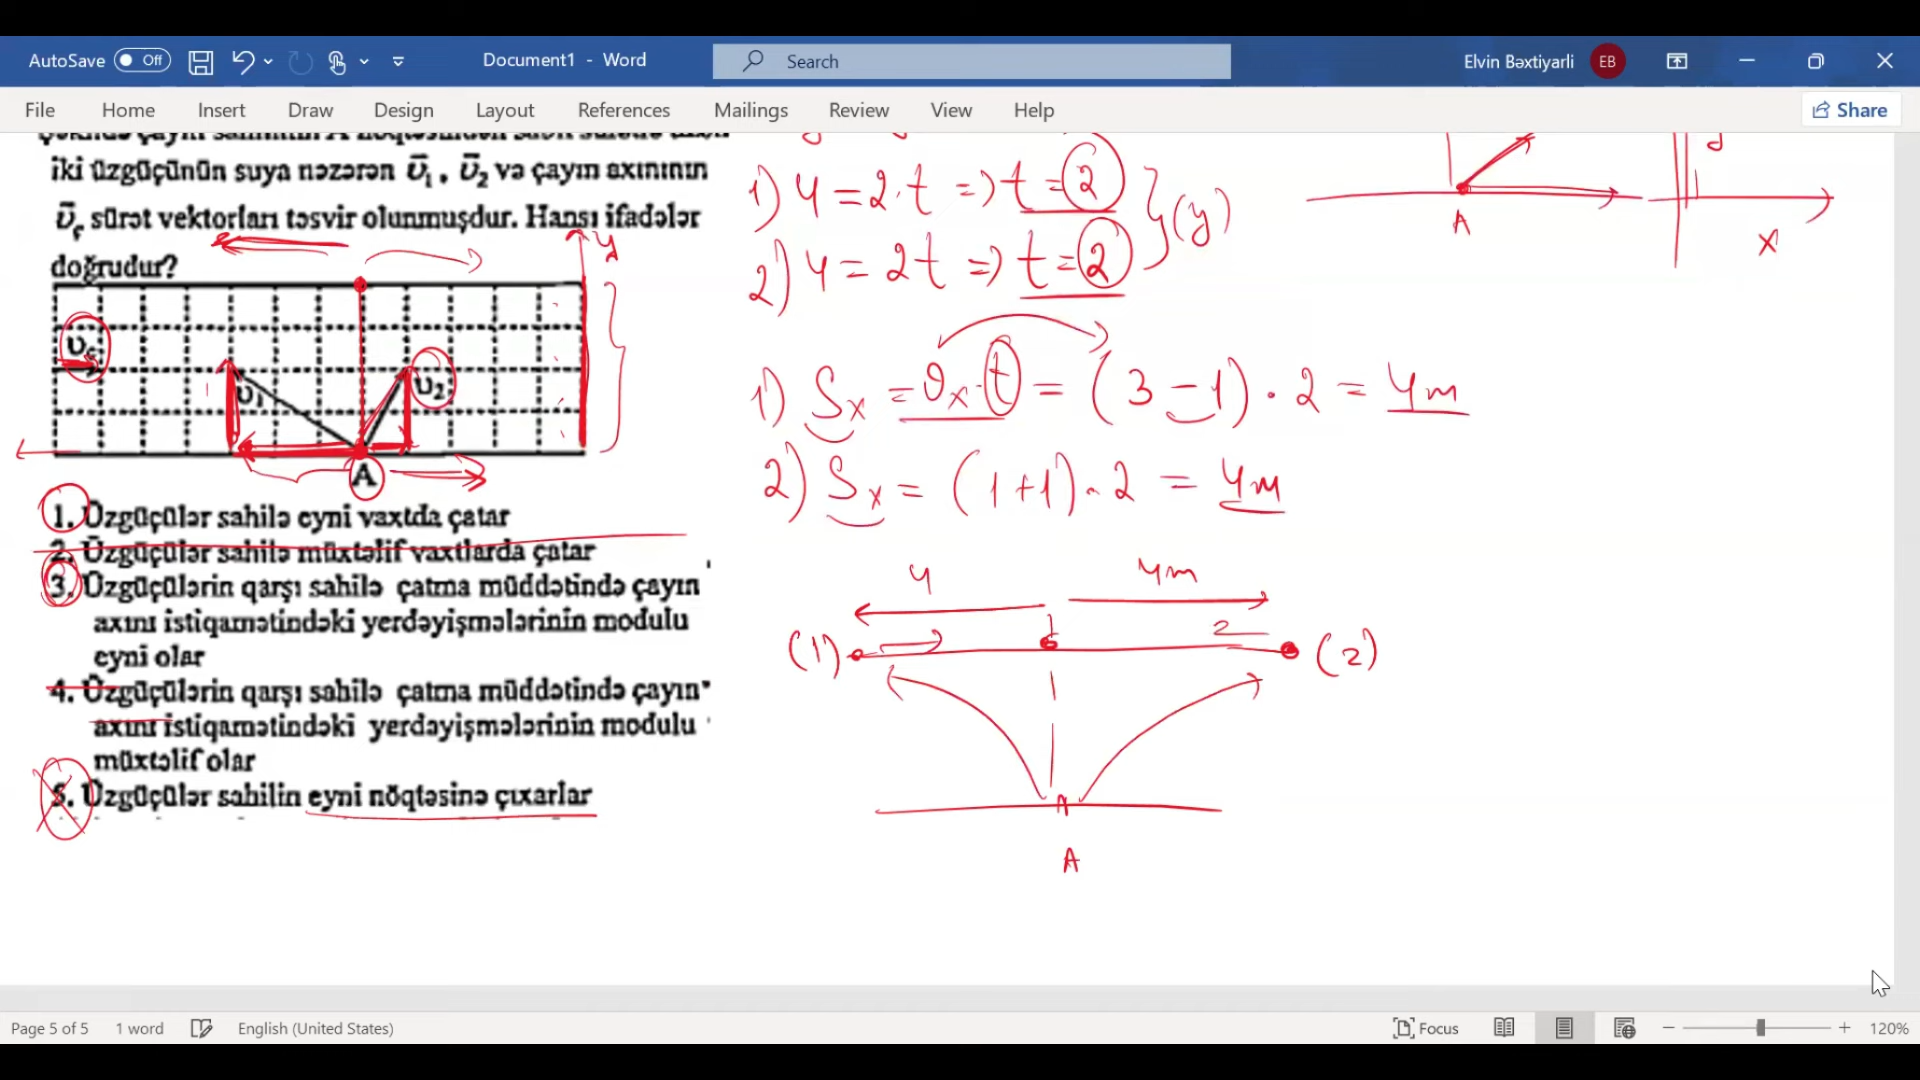 AutoSave Off Document1 - Word Search Elvin Bəxtiyarli EB
File Home Insert Draw Design Layout References Mailings Review View Help Share
iki üzgüçünün suya nəzərən υ⃗₁, υ⃗₂ və çayın axınının
υ⃗ç sürət vektorları təsvir olunmuşdur. Hansı ifadələr
doğrudur?
y
υç
υ₁ υ₂
A
1. Üzgüçülər sahilə eyni vaxtda çatar
2. Üzgüçülər sahilə müxtəlif vaxtlarda çatar
3. Üzgüçülərin qarşı sahilə çatma müddətində çayın
axını istiqamətindəki yerdəyişmələrinin modulu
eyni olar
4. Üzgüçülərin qarşı sahilə çatma müddətində çayın
axını istiqamətindəki yerdəyişmələrinin modulu
müxtəlif olar
5. Üzgüçülər sahilin eyni nöqtəsinə çıxarlar
1) 4 = 2·t => t = 2
2) 4 = 2t => t = 2
(y)
1) Sx = ϑx·t = (3 - 1)·2 = 4m
2) Sx = (1+1)·2 = 4m
4 4m
(1) 2 (2)
A
A
A
x
Page 5 of 5 1 word English (United States) Focus 120%